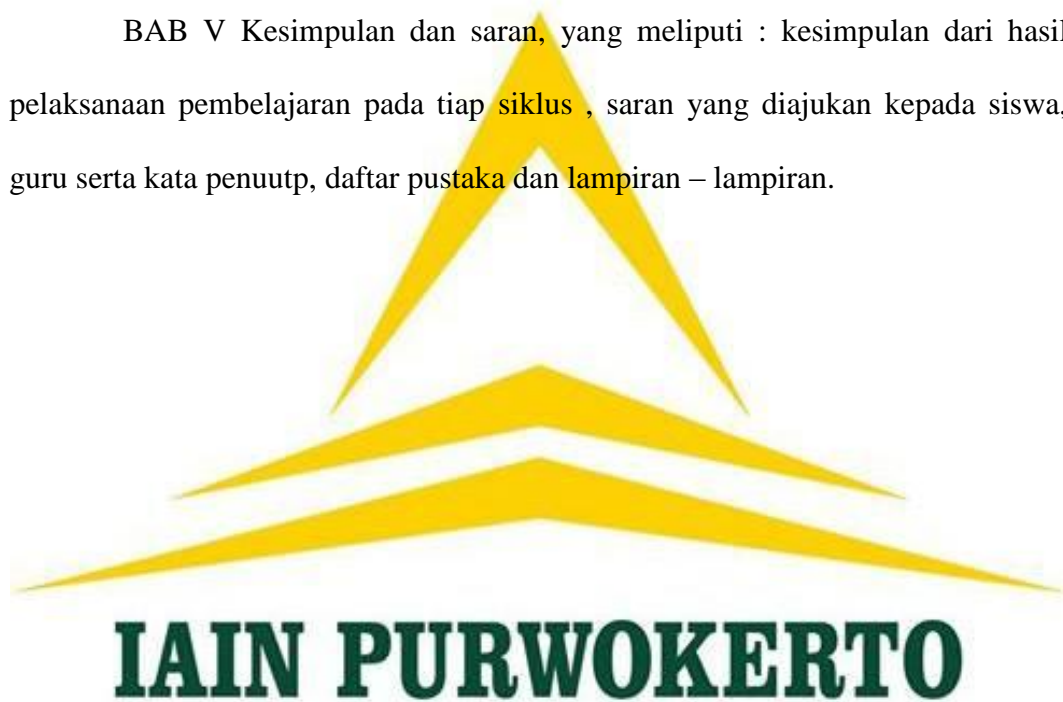 BAB V Kesimpulan dan saran, yang meliputi : kesimpulan dari hasil
pelaksanaan pembelajaran pada tiap siklus , saran yang diajukan kepada siswa,
guru serta kata penuutp, daftar pustaka dan lampiran – lampiran.
IAIN PURWOKERTO